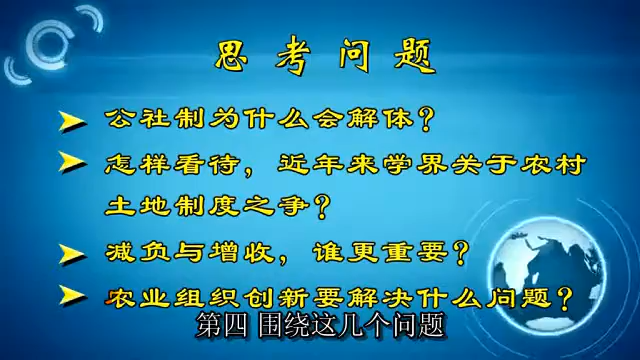 思考问题
公社制为什么会解体？
怎样看待，近年来学界关于农村
土地制度之争？
减负与增收，谁更重要？
农业组织创新要解决什么问题？
第四 围绕这几个问题